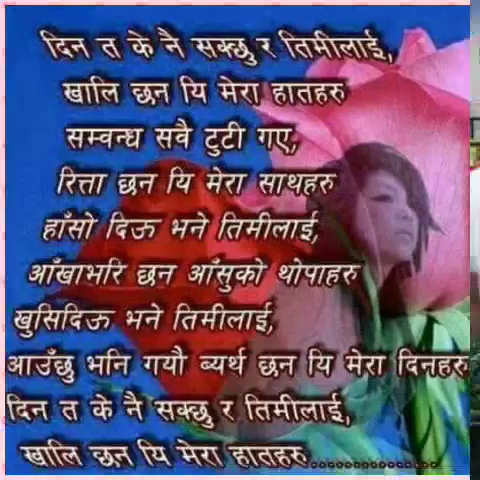 दिन त के नै सक्छु र तिमीलाई,
खालि छन यि मेरा हातहरु
सम्वन्ध सवै टुटी गए,
रित्ता छन यि मेरा साथहरु
हाँसो दिऊ भने तिमीलाई,
आँखाभरि छन आँसुको थोपाहरु
खुसिदिऊ भने तिमीलाई,
आउँछु भनि गयौ ब्यर्थ छन यि मेरा दिनहरु
दिन त के नै सक्छु र तिमीलाई,
खालि छन यि मेरा हातहरु...............